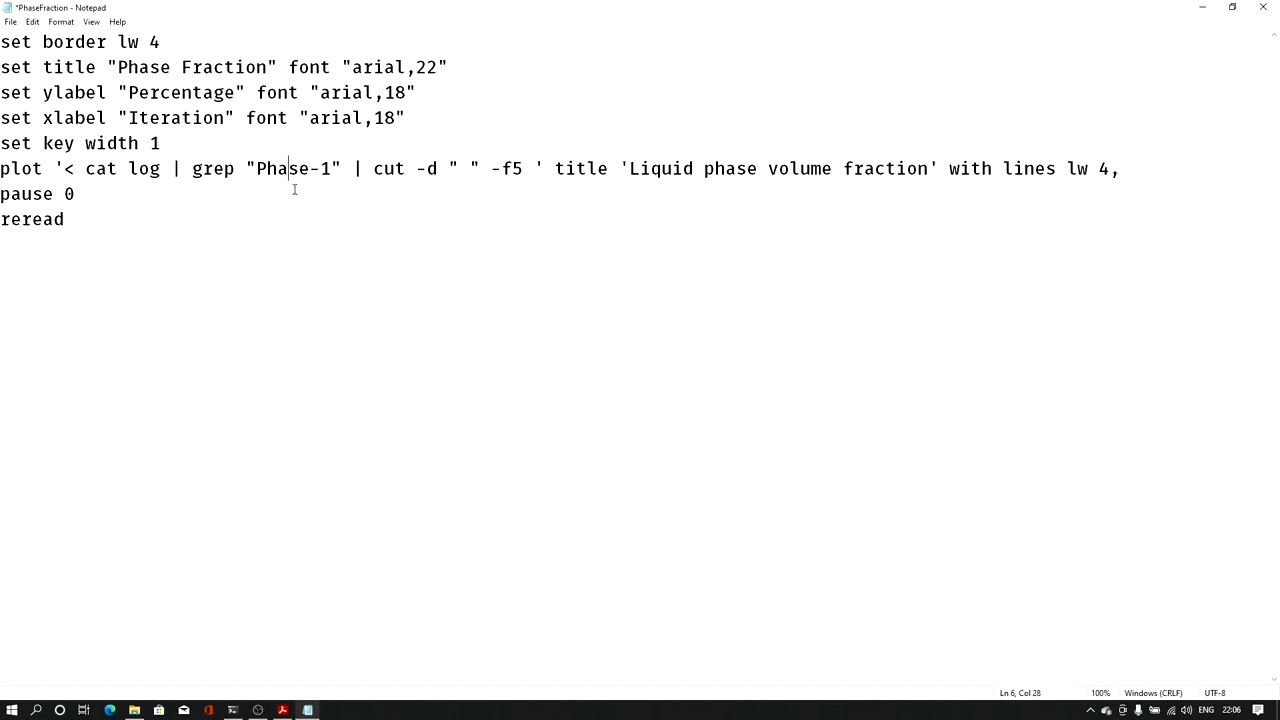 *PhaseFraction - Notepad
File Edit Format View Help
set border lw 4
set title "Phase Fraction" font "arial,22"
set ylabel "Percentage" font "arial,18"
set xlabel "Iteration" font "arial,18"
set key width 1
plot '< cat log | grep "Phase-1" | cut -d " " -f5 ' title 'Liquid phase volume fraction' with lines lw 4,
pause 0
reread
Ln 6, Col 28 100% Windows (CRLF) UTF-8
ENG 22:06